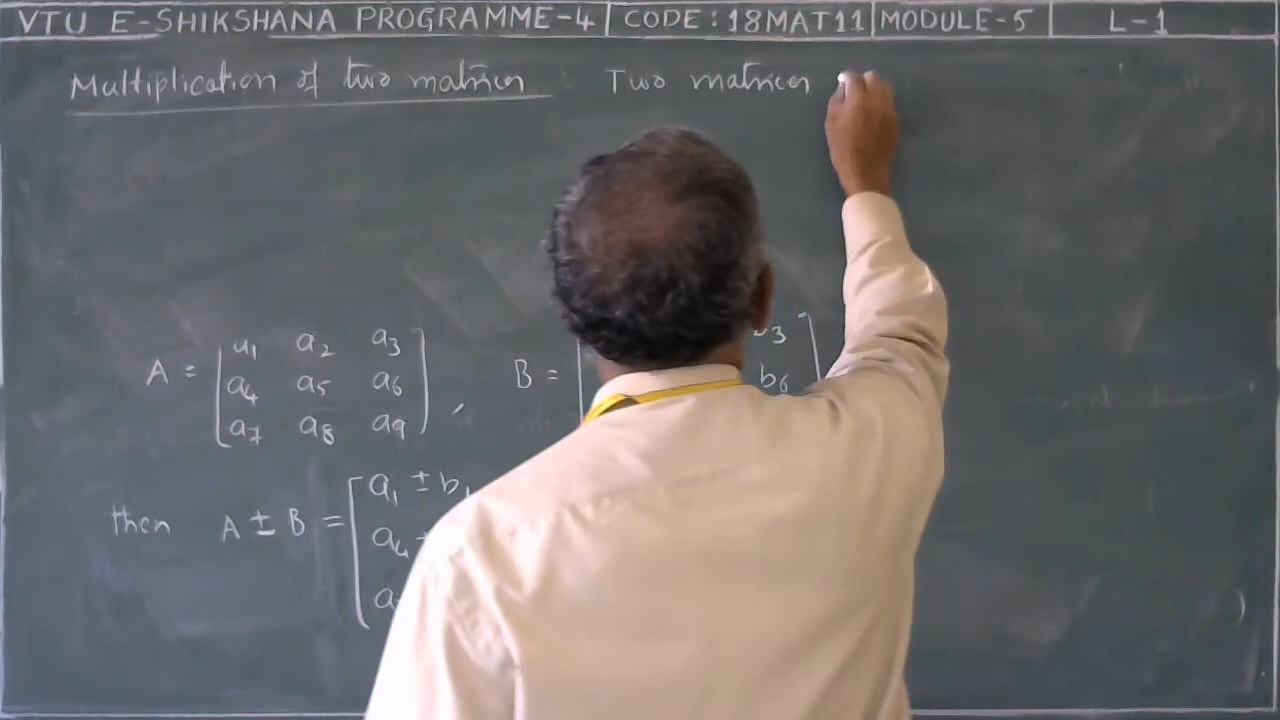 VTU E-SHIKSHANA PROGRAMME-4 | CODE : 18MAT11 | MODULE-5 | L-1
Multiplication of two matrices : Two matrices
A = [ a₁ a₂ a₃
a₄ a₅ a₆
a₇ a₈ a₉ ] ,
B = [ b₃ ]
b₆
then A ± B = [ a₁ ± b₁
a₄
a